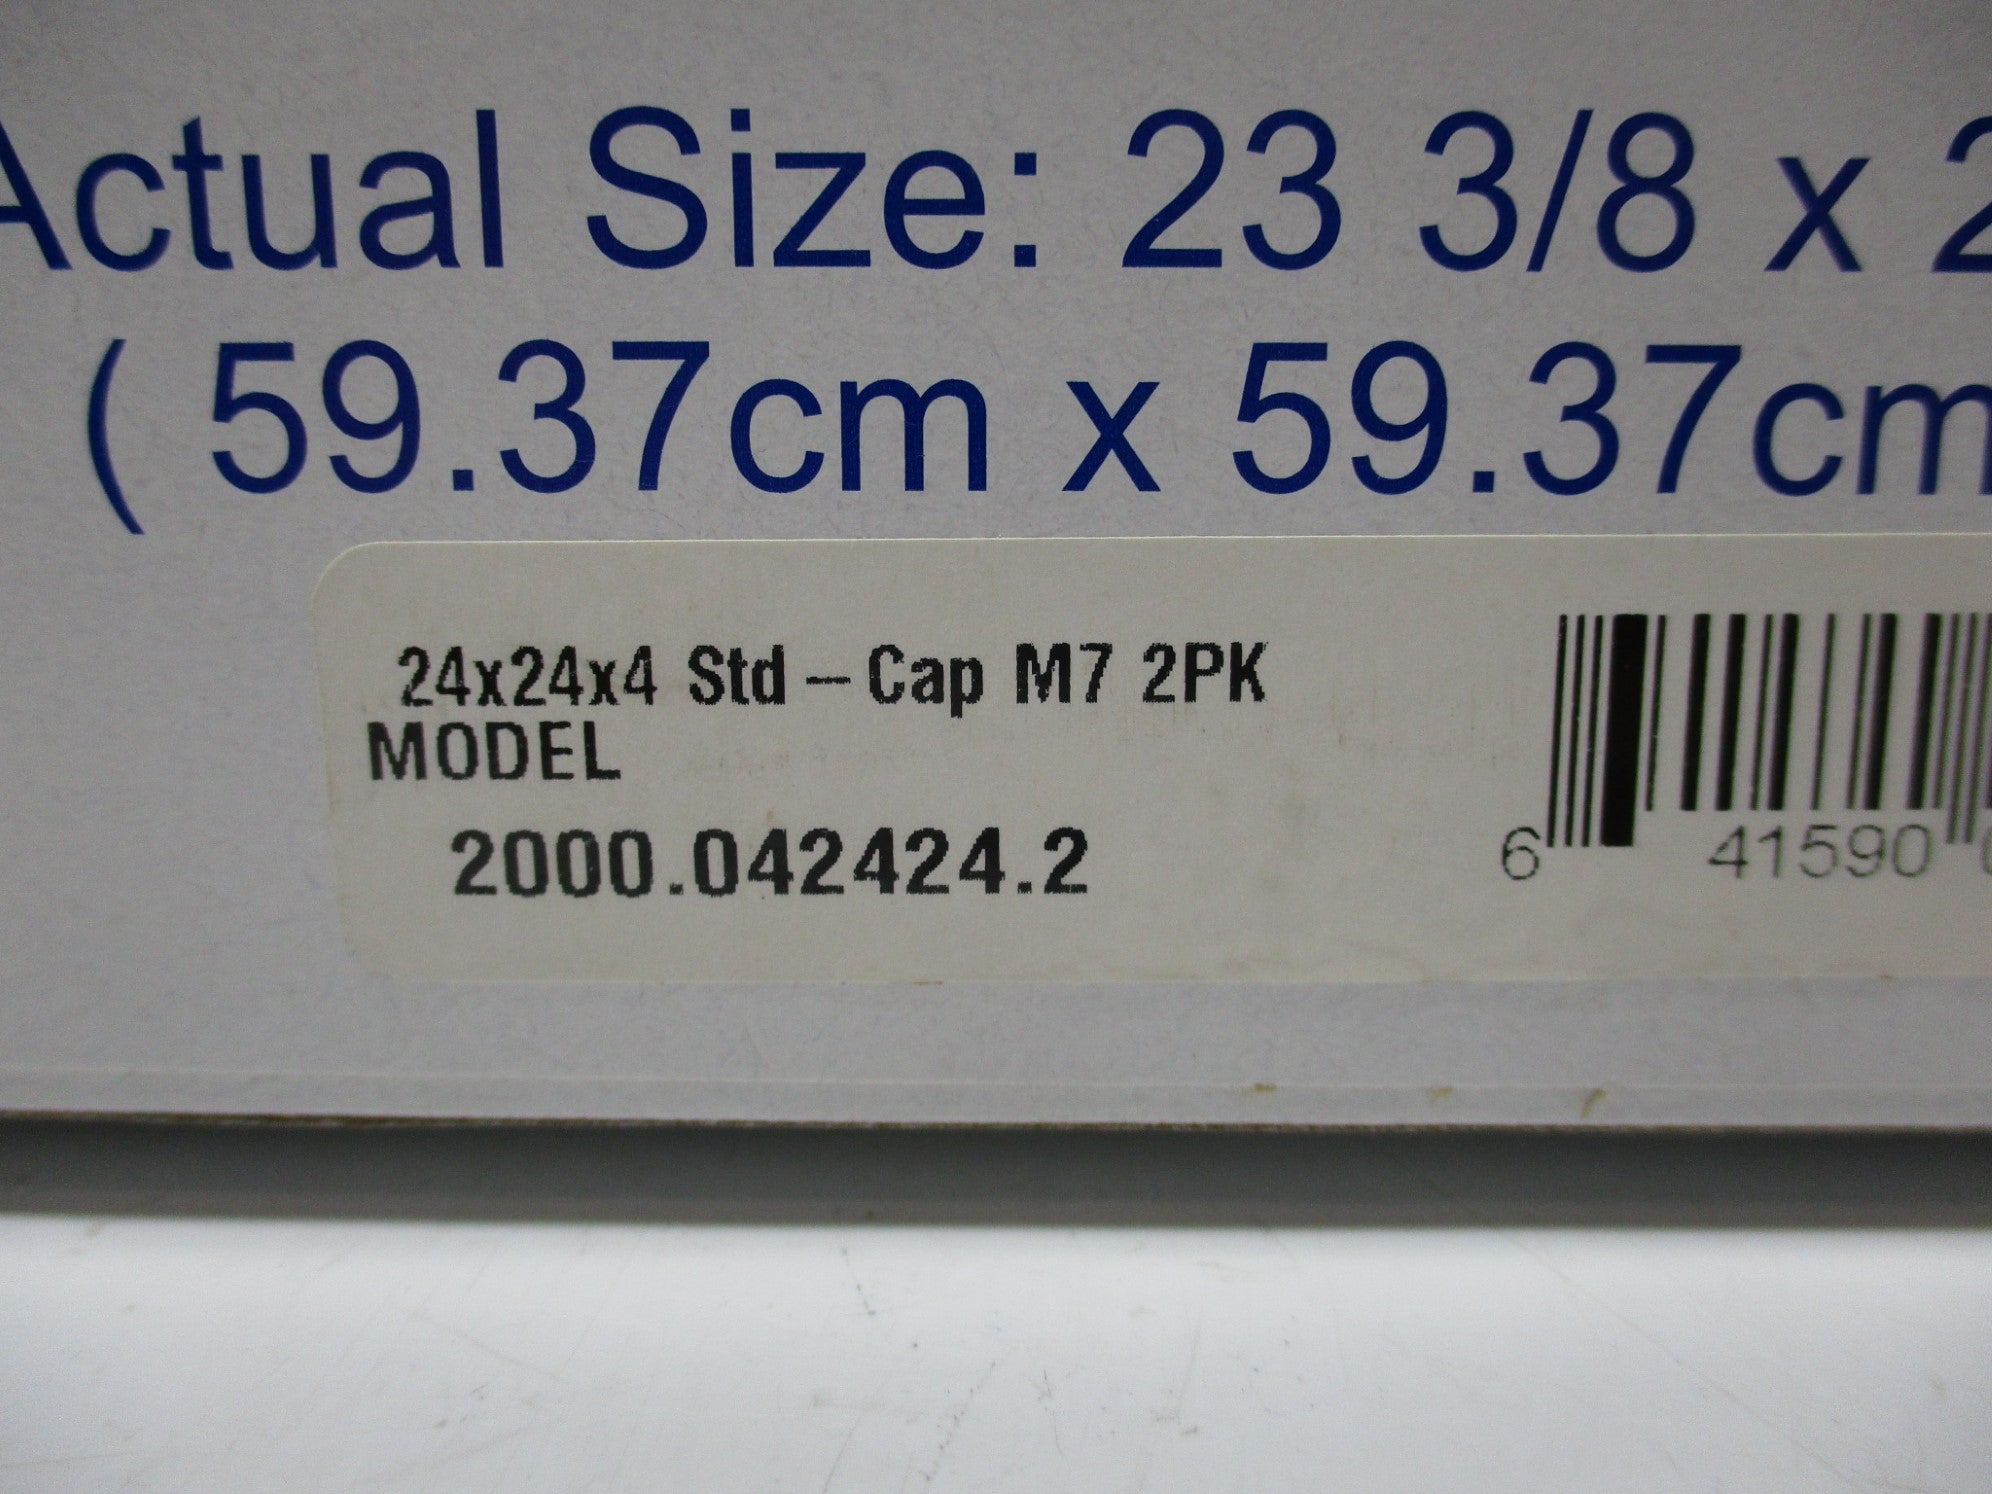 Actual Size: 23 3/8 x 2
( 59.37cm x 59.37cm
24x24x4 Std - Cap M7 2PK
MODEL
2000.042424.2
6 41590